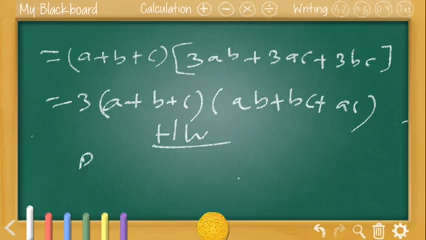 My Blackboard Calculation + − × ÷ Writing
= (a+b+c) [3ab+3ac+3bc]
= -3(a+b+c)(ab+bc+ac)
H/W
P